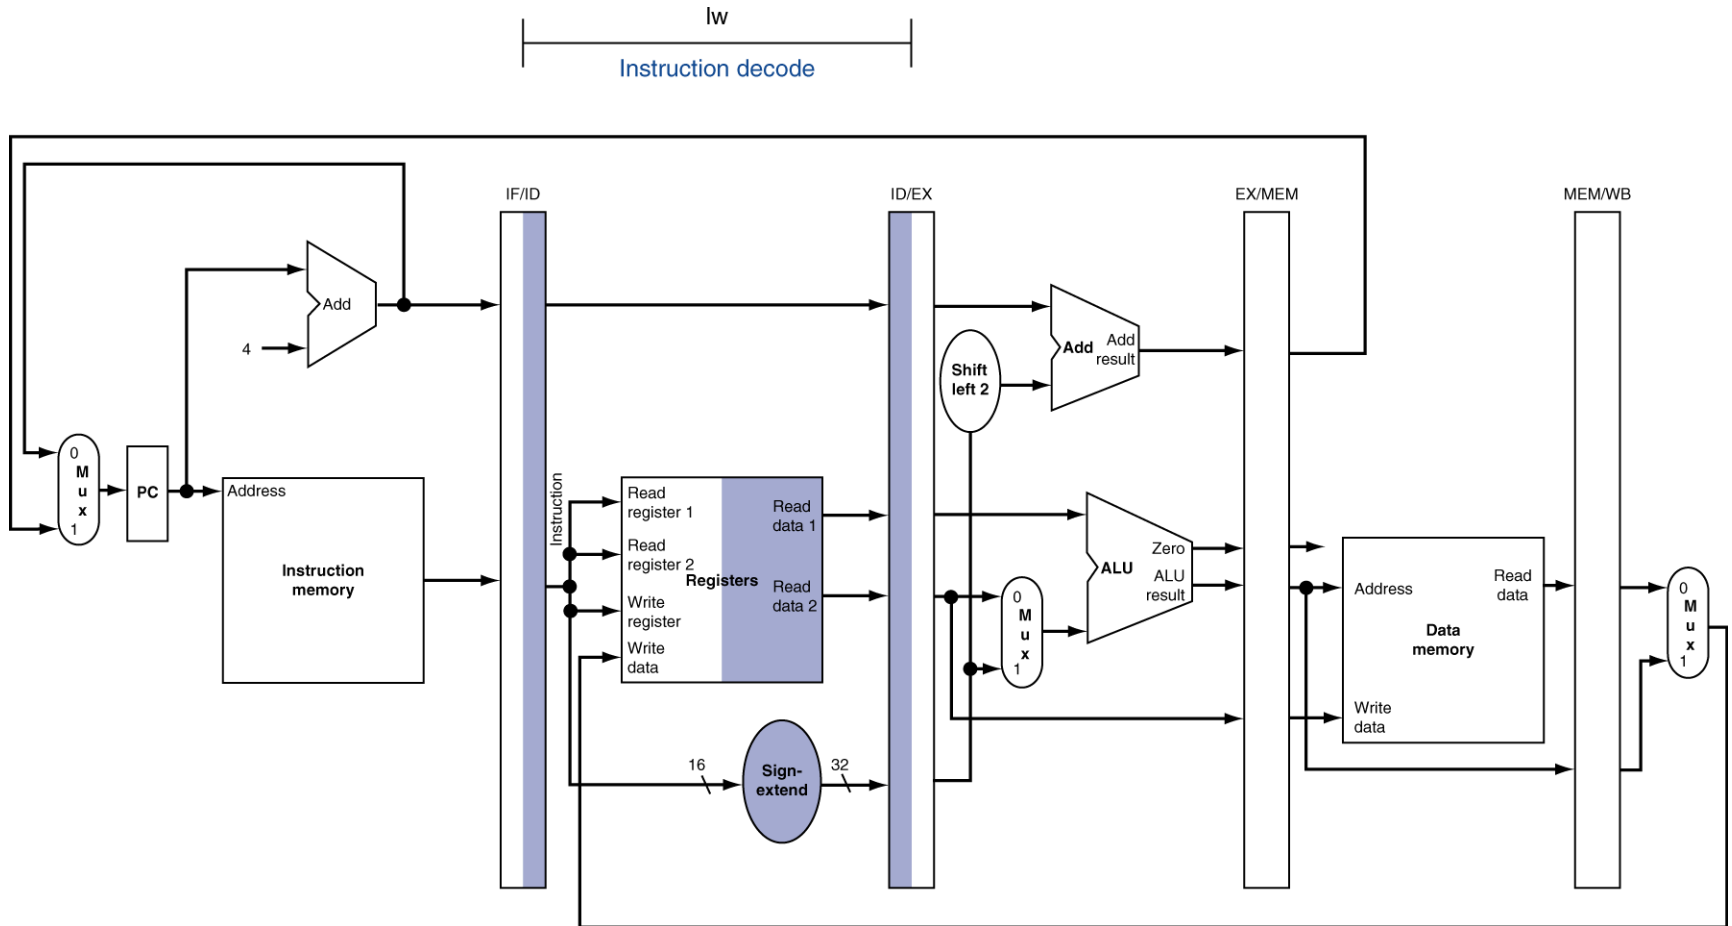 lw
Instruction decode
IF/ID
ID/EX
EX/MEM
MEM/WB
Add
4
Add
Add
result
Shift
left 2
0
M
u
x
1
PC
Address
Instruction
memory
Instruction
Read
register 1
Read
register 2
Write
register
Write
data
Registers
Read
data 1
Read
data 2
16
Sign-
extend
32
0
M
u
x
1
Zero
ALU
ALU
result
Address
Read
data
Data
memory
Write
data
0
M
u
x
1